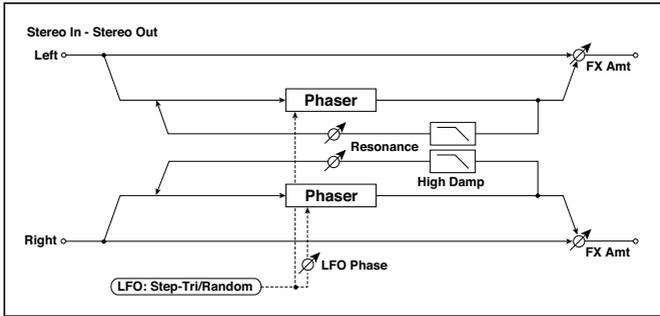 Stereo In - Stereo Out
Left
FX Amt
Phaser
Resonance
High Damp
Phaser
Right
FX Amt
LFO Phase
LFO: Step-Tri/Random